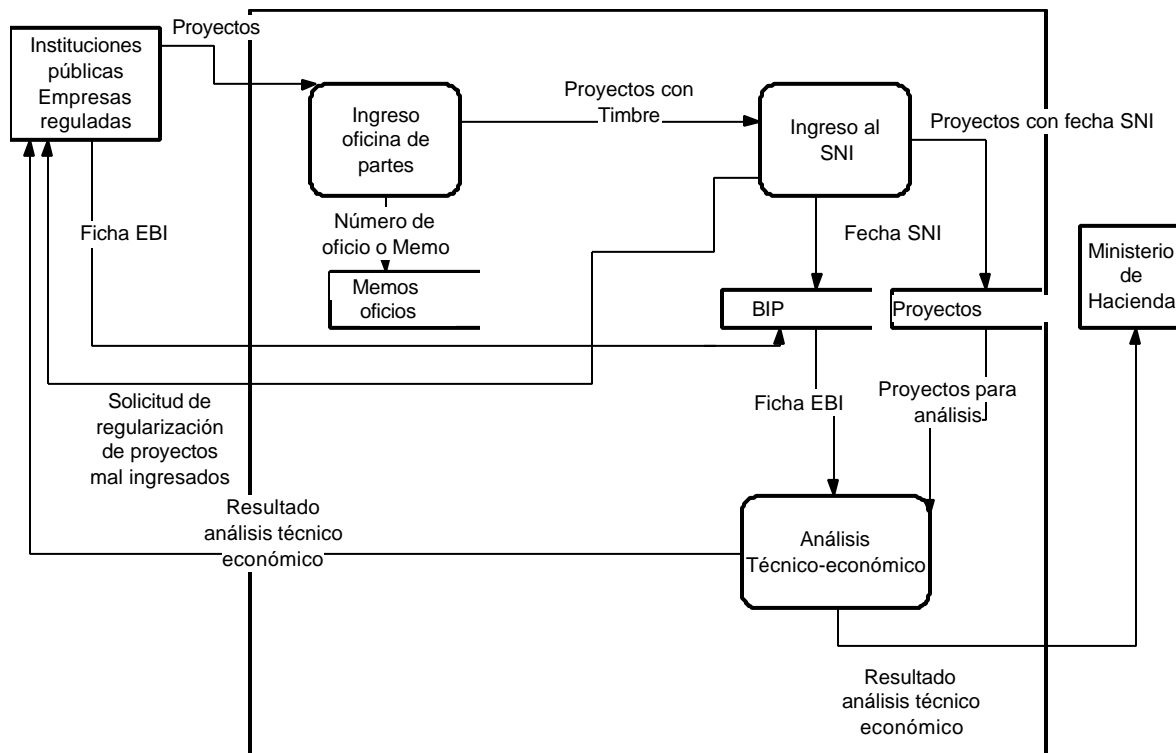 Proyectos
Instituciones
públicas
Empresas
reguladas
Ingreso
oficina de
partes
Proyectos con
Timbre
Ingreso al
SNI
Proyectos con fecha SNI
Ficha EBI
Número de
oficio o Memo
Fecha SNI
Ministerio
de
Hacienda
Memos
oficios
BIP
Proyectos
Solicitud de
regularización
de proyectos
mal ingresados
Ficha EBI
Proyectos para
análisis
Resultado
análisis técnico
económico
Análisis
Técnico-económico
Resultado
análisis técnico
económico